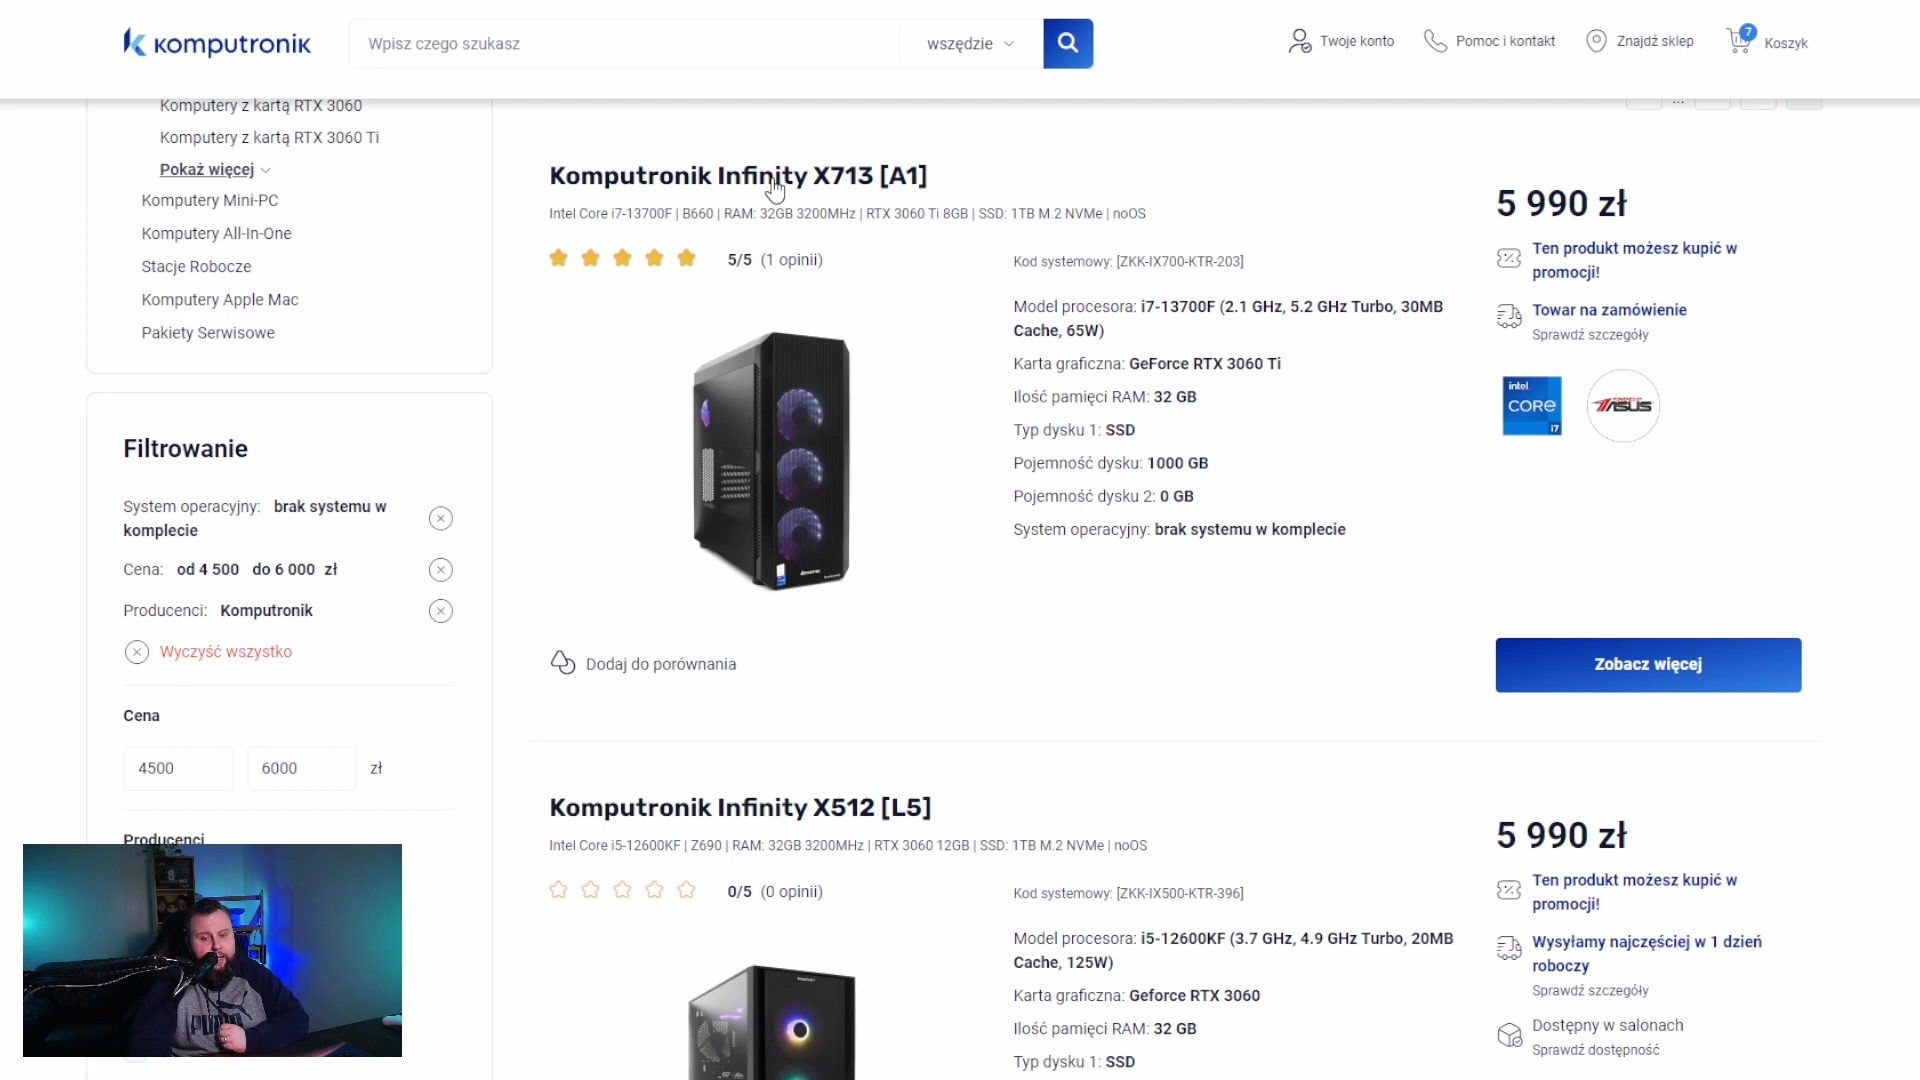 komputronik
Wpisz czego szukasz
wszędzie
Twoje konto
Pomoc i kontakt
Znajdź sklep
7
Koszyk
Komputery z kartą RTX 3060
Komputery z kartą RTX 3060 Ti
Pokaż więcej
Komputery Mini-PC
Komputery All-In-One
Stacje Robocze
Komputery Apple Mac
Pakiety Serwisowe
Filtrowanie
System operacyjny: brak systemu w
komplecie
Cena: od 4 500 do 6 000 zł
Producenci: Komputronik
Wyczyść wszystko
Cena
4500
6000
zł
Producenci
...
Komputronik Infinity X713 [A1]
Intel Core i7-13700F | B660 | RAM: 32GB 3200MHz | RTX 3060 Ti 8GB | SSD: 1TB M.2 NVMe | noOS
5/5 (1 opinii)
Kod systemowy: [ZKK-IX700-KTR-203]
Model procesora: i7-13700F (2.1 GHz, 5.2 GHz Turbo, 30MB
Cache, 65W)
Karta graficzna: GeForce RTX 3060 Ti
Ilość pamięci RAM: 32 GB
Typ dysku 1: SSD
Pojemność dysku: 1000 GB
Pojemność dysku 2: 0 GB
System operacyjny: brak systemu w komplecie
5 990 zł
Ten produkt możesz kupić w
promocji!
Towar na zamówienie
Sprawdź szczegóły
intel
CORE
i7
ASUS
Dodaj do porównania
Zobacz więcej
Komputronik Infinity X512 [L5]
Intel Core i5-12600KF | Z690 | RAM: 32GB 3200MHz | RTX 3060 12GB | SSD: 1TB M.2 NVMe | noOS
0/5 (0 opinii)
Kod systemowy: [ZKK-IX500-KTR-396]
Model procesora: i5-12600KF (3.7 GHz, 4.9 GHz Turbo, 20MB
Cache, 125W)
Karta graficzna: Geforce RTX 3060
Ilość pamięci RAM: 32 GB
Typ dysku 1: SSD
5 990 zł
Ten produkt możesz kupić w
promocji!
Wysyłamy najczęściej w 1 dzień
roboczy
Sprawdź szczegóły
Dostępny w salonach
Sprawdź dostępność
PUMA